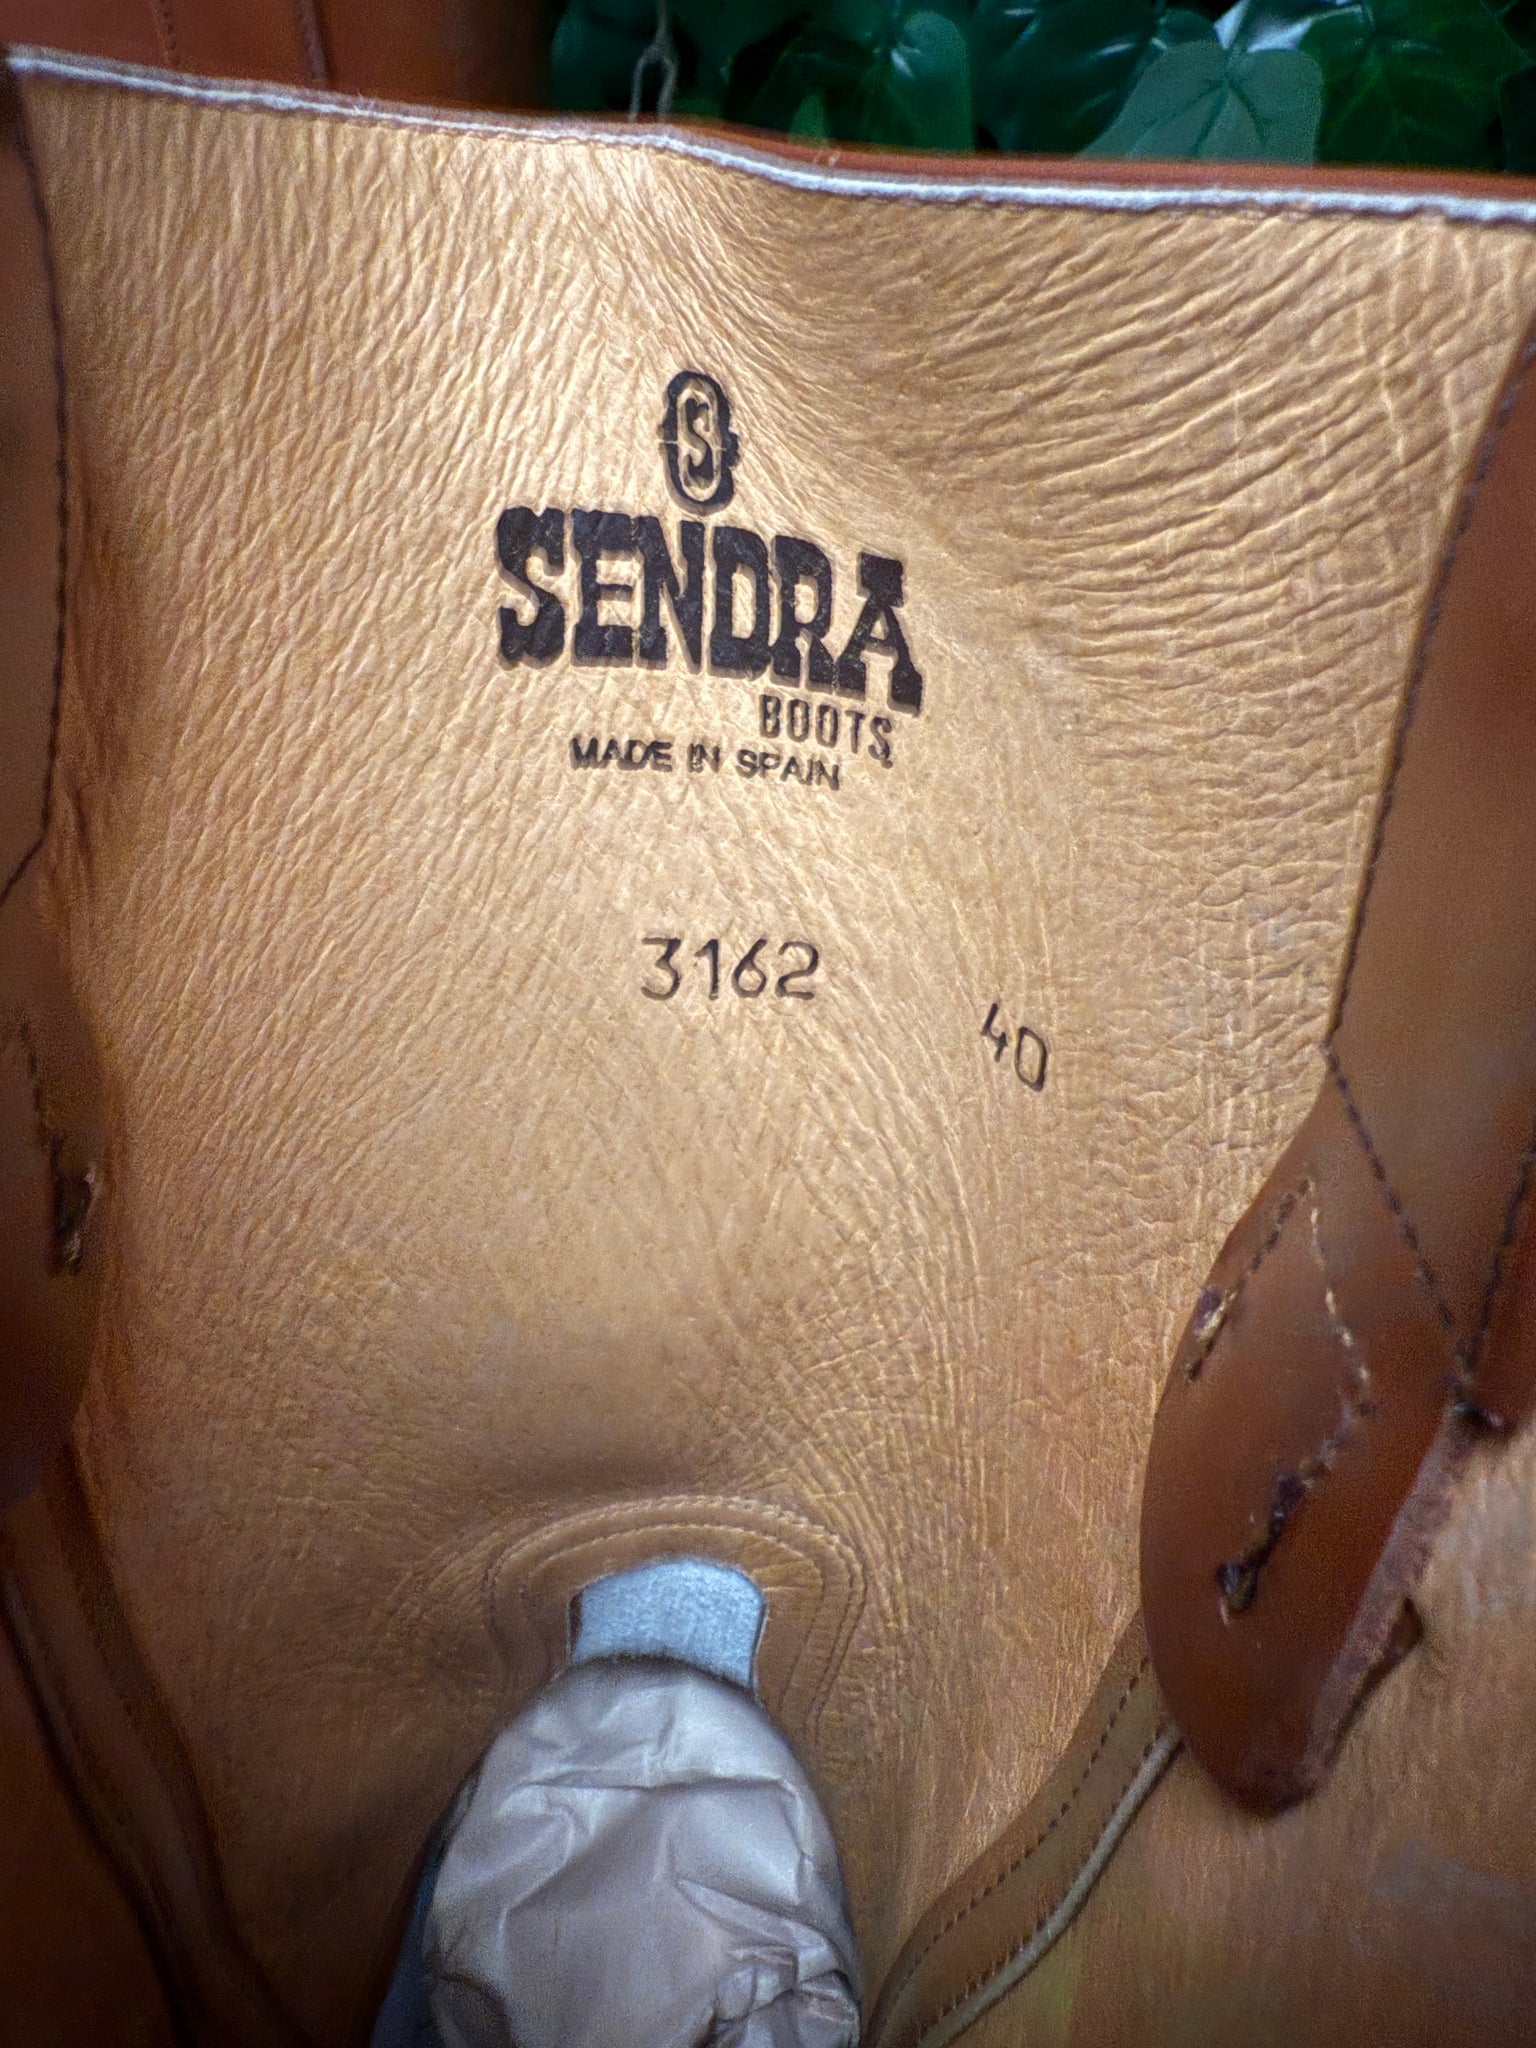 S
SENDRA
BOOTS
MADE IN SPAIN
3162
40